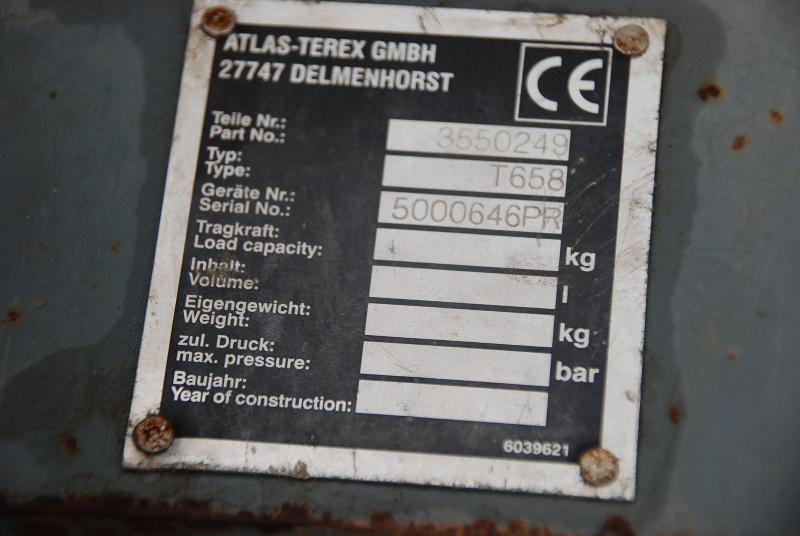 ATLAS-TEREX GMBH
27747 DELMENHORST
CE
Teile Nr.:
Part No.: 3550249
Typ:
Type: T658
Geräte Nr.:
Serial No.: 5000646PR
Tragkraft:
Load capacity: kg
Inhalt:
Volume: l
Eigengewicht:
Weight: kg
zul. Druck:
max. pressure: bar
Baujahr:
Year of construction:
6039621